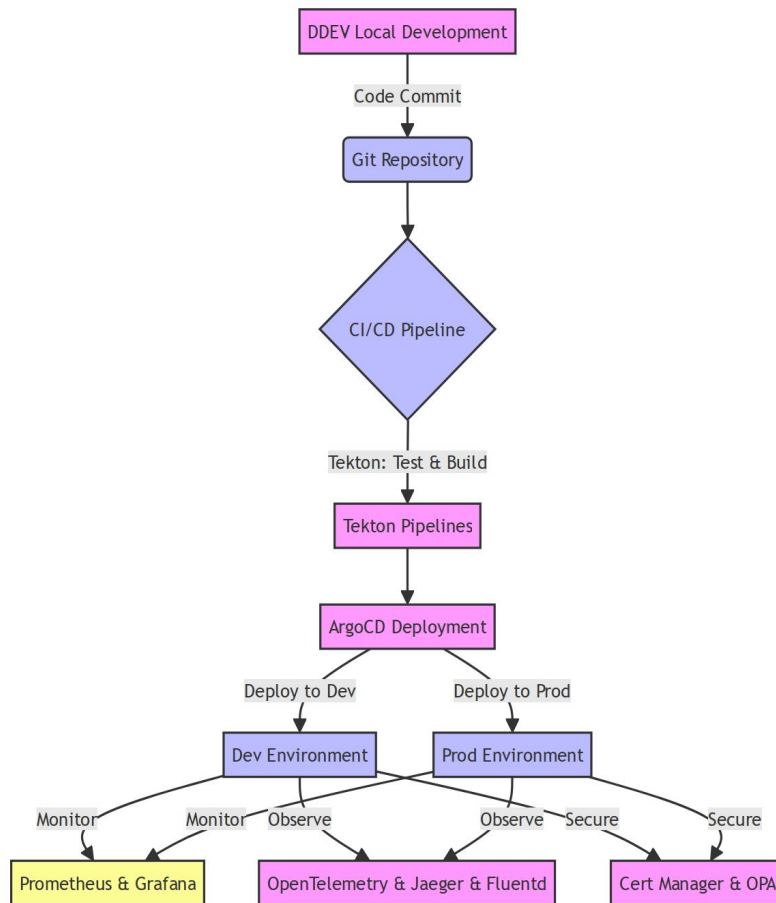 DDEV Local Development
Code Commit
Git Repository
CI/CD Pipeline
Tekton: Test & Build
Tekton Pipelines
ArgoCD Deployment
Deploy to Dev
Deploy to Prod
Dev Environment
Prod Environment
Monitor
Monitor
Observe
Observe
Secure
Secure
Prometheus & Grafana
OpenTelemetry & Jaeger & Fluentd
Cert Manager & OPA